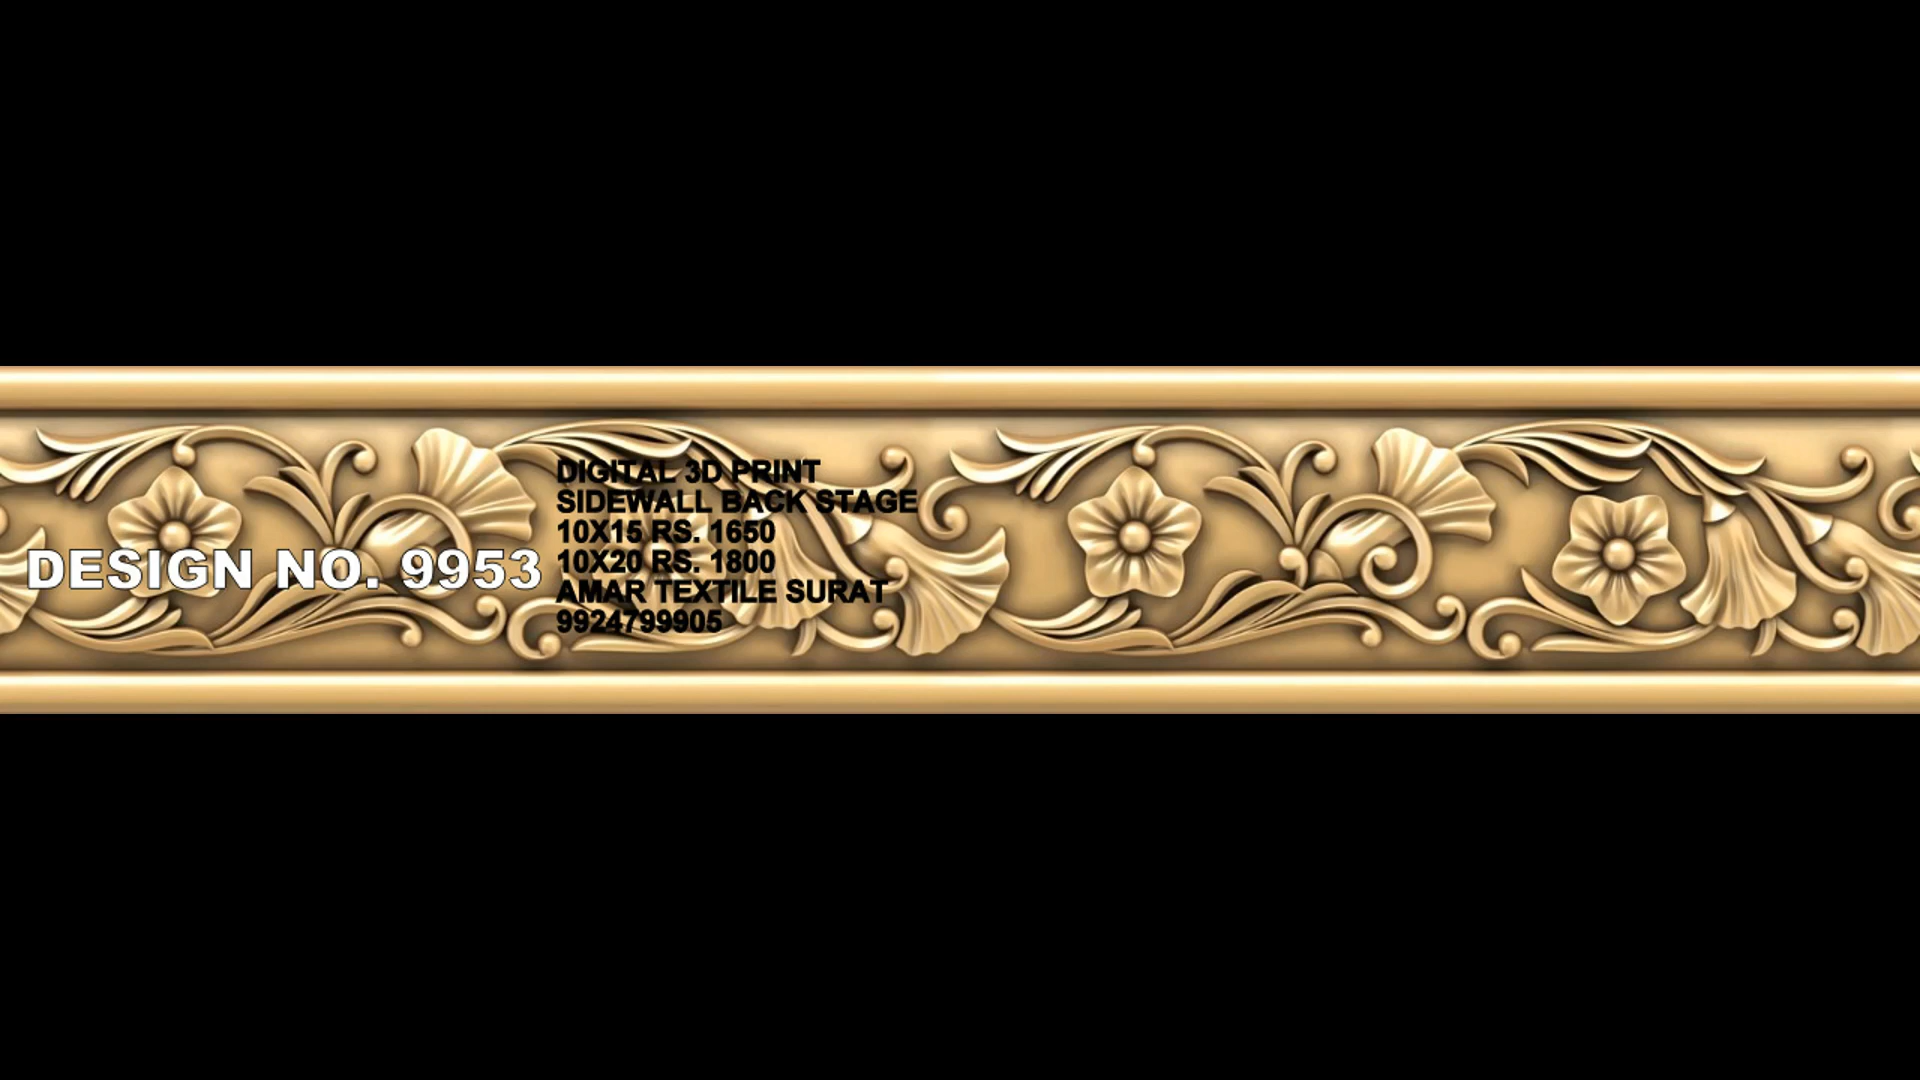 DESIGN NO. 9953
DIGITAL 3D PRINT
SIDEWALL BACK STAGE
10X15 RS. 1650
10X20 RS. 1800
AMAR TEXTILE SURAT
9924799905